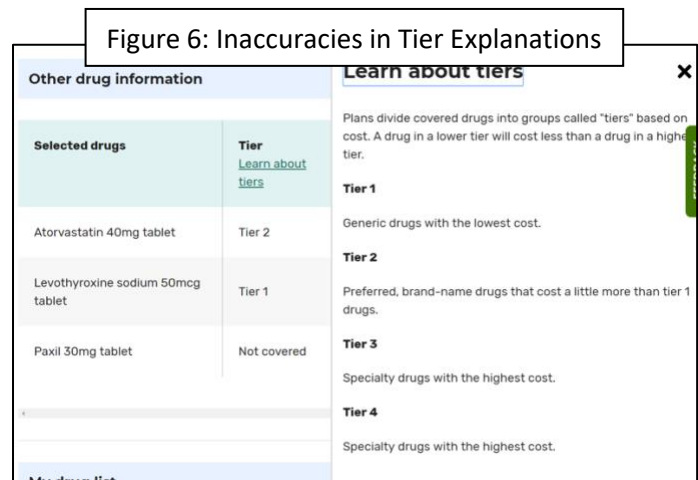 Figure 6: Inaccuracies in Tier Explanations
Other drug information
Selected drugs
Tier
Learn about
tiers
Atorvastatin 40mg tablet
Tier 2
Levothyroxine sodium 50mcg
tablet
Tier 1
Paxil 30mg tablet
Not covered
My drug list
Learn about tiers
Plans divide covered drugs into groups called "tiers" based on
cost. A drug in a lower tier will cost less than a drug in a highe
tier.
Tier 1
Generic drugs with the lowest cost.
Tier 2
Preferred, brand-name drugs that cost a little more than tier 1
drugs.
Tier 3
Specialty drugs with the highest cost.
Tier 4
Specialty drugs with the highest cost.